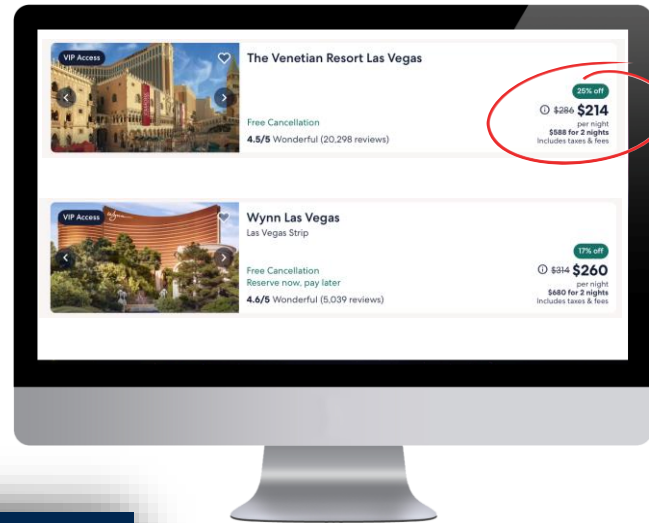 VIP Access
The Venetian Resort Las Vegas
25% off
$286 $214
per night
Free Cancellation
$588 for 2 nights
4.5/5 Wonderful (20,298 reviews)
Includes taxes & fees
VIP Access
Wynn Las Vegas
Las Vegas Strip
17% off
Free Cancellation
$314 $260
Reserve now, pay later
per night
$680 for 2 nights
4.6/5 Wonderful (5,039 reviews)
Includes taxes & fees